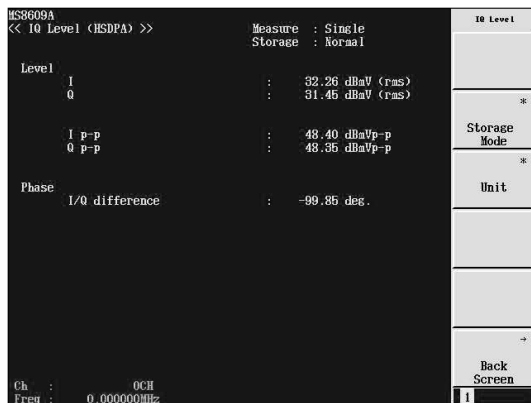 MS8609A
<< IQ Level (HSDPA) >>
Measure : Single
Storage : Normal
Level
I : 32.26 dBmV (rms)
Q : 31.45 dBmV (rms)
I p-p : 48.40 dBmVp-p
Q p-p : 48.35 dBmVp-p
Phase
I/Q difference : -99.85 deg.
Ch : 0CH
Freq : 0.000000MHz
IQ Level
*
Storage
Mode
*
Unit
→
Back
Screen
1